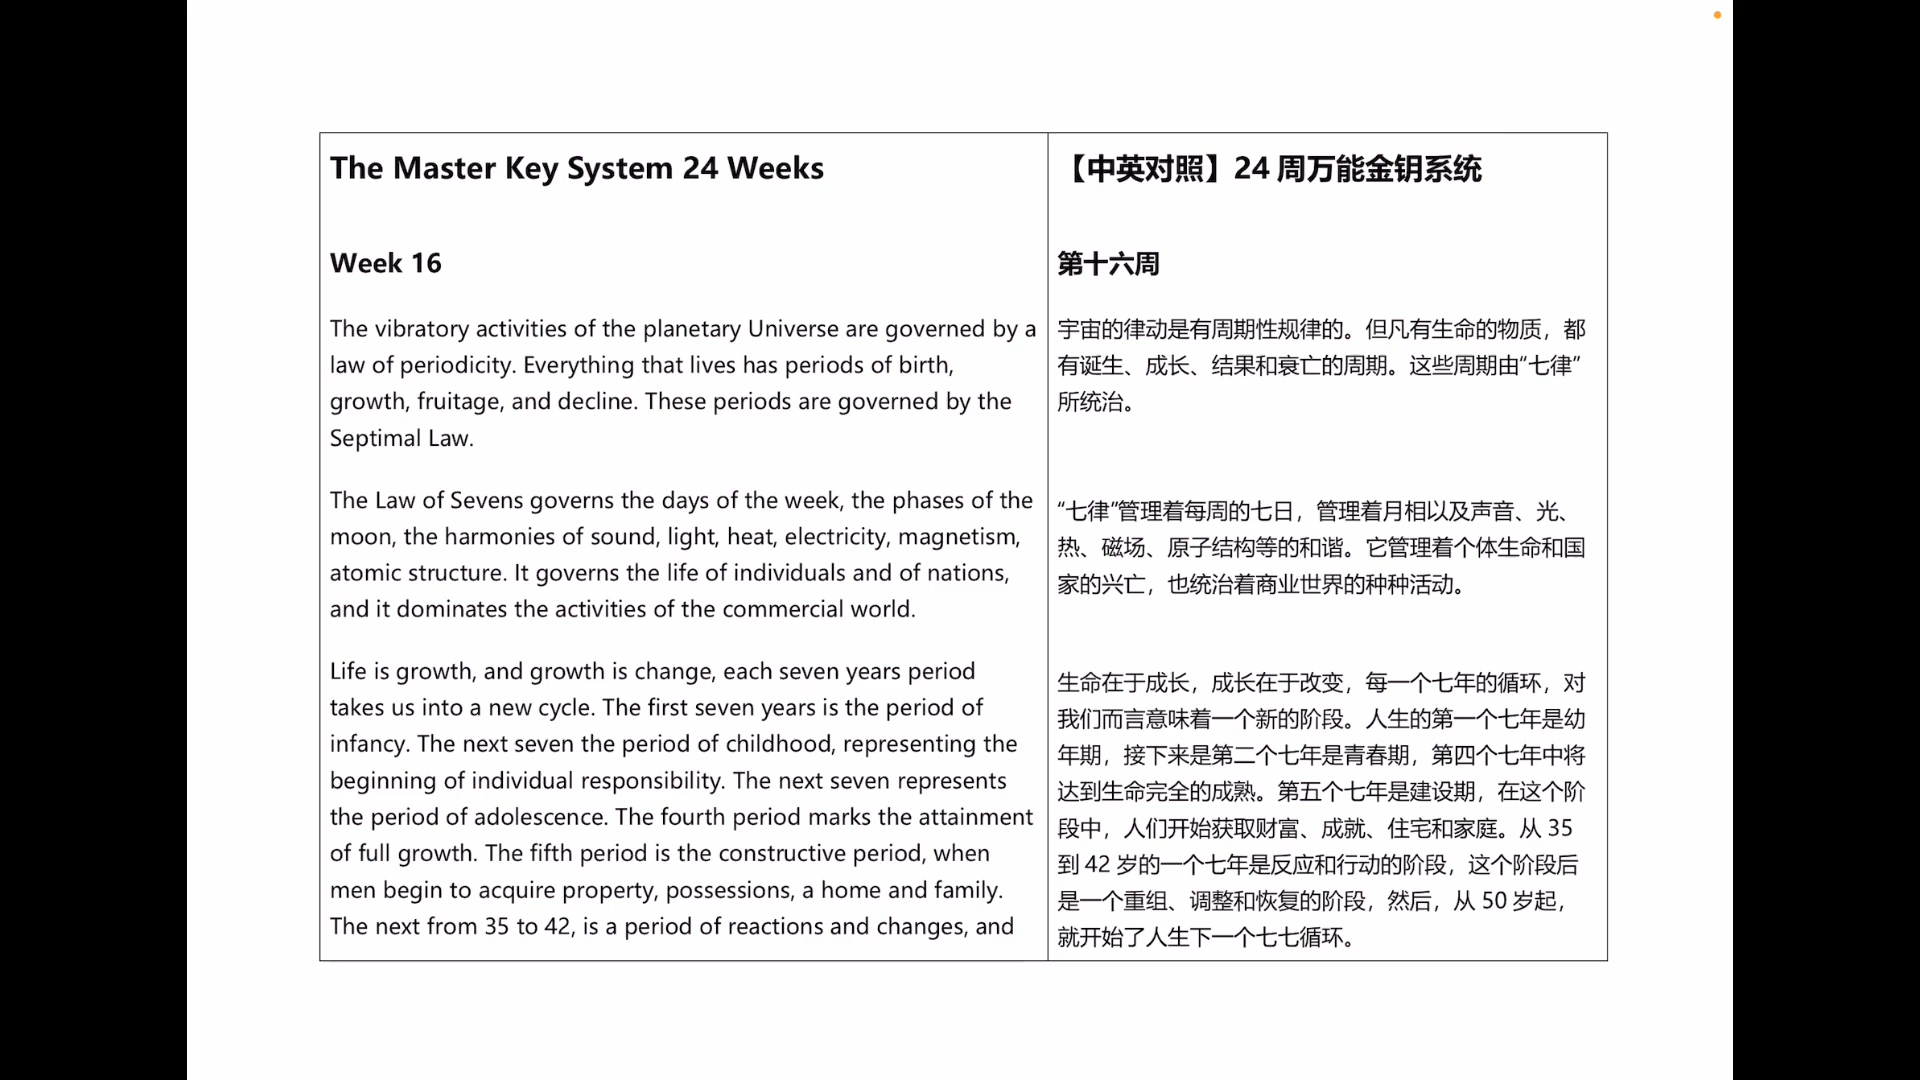 The Master Key System 24 Weeks
Week 16
The vibratory activities of the planetary Universe are governed by a
law of periodicity. Everything that lives has periods of birth,
growth, fruitage, and decline. These periods are governed by the
Septimal Law.
The Law of Sevens governs the days of the week, the phases of the
moon, the harmonies of sound, light, heat, electricity, magnetism,
atomic structure. It governs the life of individuals and of nations,
and it dominates the activities of the commercial world.
Life is growth, and growth is change, each seven years period
takes us into a new cycle. The first seven years is the period of
infancy. The next seven the period of childhood, representing the
beginning of individual responsibility. The next seven represents
the period of adolescence. The fourth period marks the attainment
of full growth. The fifth period is the constructive period, when
men begin to acquire property, possessions, a home and family.
The next from 35 to 42, is a period of reactions and changes, and
【中英对照】24 周万能金钥系统
第十六周
宇宙的律动是有周期性规律的。但凡有生命的物质，都
有诞生、成长、结果和衰亡的周期。这些周期由“七律”
所统治。
“七律”管理着每周的七日，管理着月相以及声音、光、
热、磁场、原子结构等的和谐。它管理着个体生命和国
家的兴亡，也统治着商业世界的种种活动。
生命在于成长，成长在于改变，每一个七年的循环，对
我们而言意味着一个新的阶段。人生的第一个七年是幼
年期，接下来是第二个七年是青春期，第四个七年中将
达到生命完全的成熟。第五个七年是建设期，在这个阶
段中，人们开始获取财富、成就、住宅和家庭。从 35
到 42 岁的一个七年是反应和行动的阶段，这个阶段后
是一个重组、调整和恢复的阶段，然后，从 50 岁起，
就开始了人生下一个七七循环。